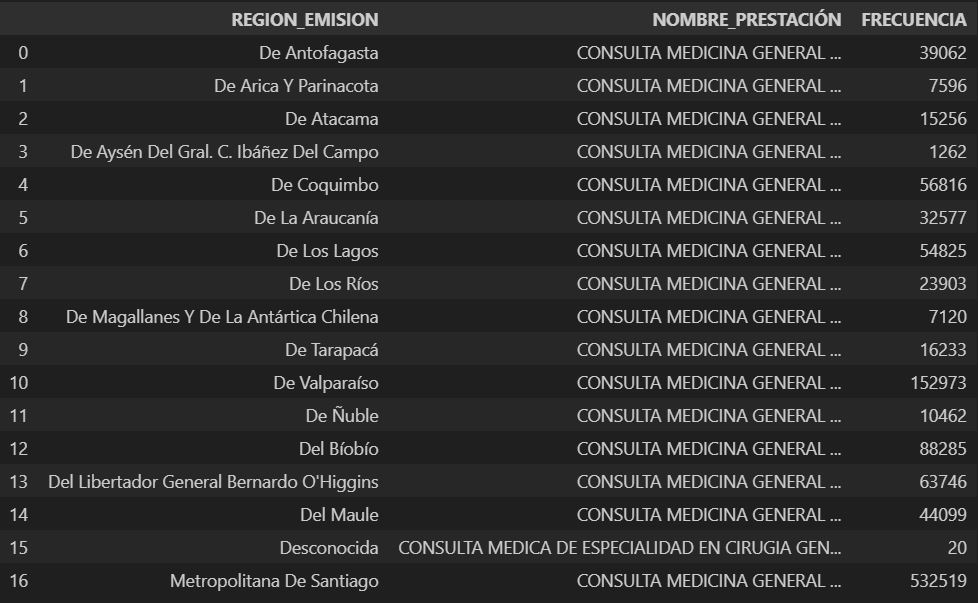 REGION_EMISION NOMBRE_PRESTACIÓN FRECUENCIA
0 De Antofagasta CONSULTA MEDICINA GENERAL ... 39062
1 De Arica Y Parinacota CONSULTA MEDICINA GENERAL ... 7596
2 De Atacama CONSULTA MEDICINA GENERAL ... 15256
3 De Aysén Del Gral. C. Ibáñez Del Campo CONSULTA MEDICINA GENERAL ... 1262
4 De Coquimbo CONSULTA MEDICINA GENERAL ... 56816
5 De La Araucanía CONSULTA MEDICINA GENERAL ... 32577
6 De Los Lagos CONSULTA MEDICINA GENERAL ... 54825
7 De Los Ríos CONSULTA MEDICINA GENERAL ... 23903
8 De Magallanes Y De La Antártica Chilena CONSULTA MEDICINA GENERAL ... 7120
9 De Tarapacá CONSULTA MEDICINA GENERAL ... 16233
10 De Valparaíso CONSULTA MEDICINA GENERAL ... 152973
11 De Ñuble CONSULTA MEDICINA GENERAL ... 10462
12 Del Bíobío CONSULTA MEDICINA GENERAL ... 88285
13 Del Libertador General Bernardo O'Higgins CONSULTA MEDICINA GENERAL ... 63746
14 Del Maule CONSULTA MEDICINA GENERAL ... 44099
15 Desconocida CONSULTA MEDICA DE ESPECIALIDAD EN CIRUGIA GEN... 20
16 Metropolitana De Santiago CONSULTA MEDICINA GENERAL ... 532519